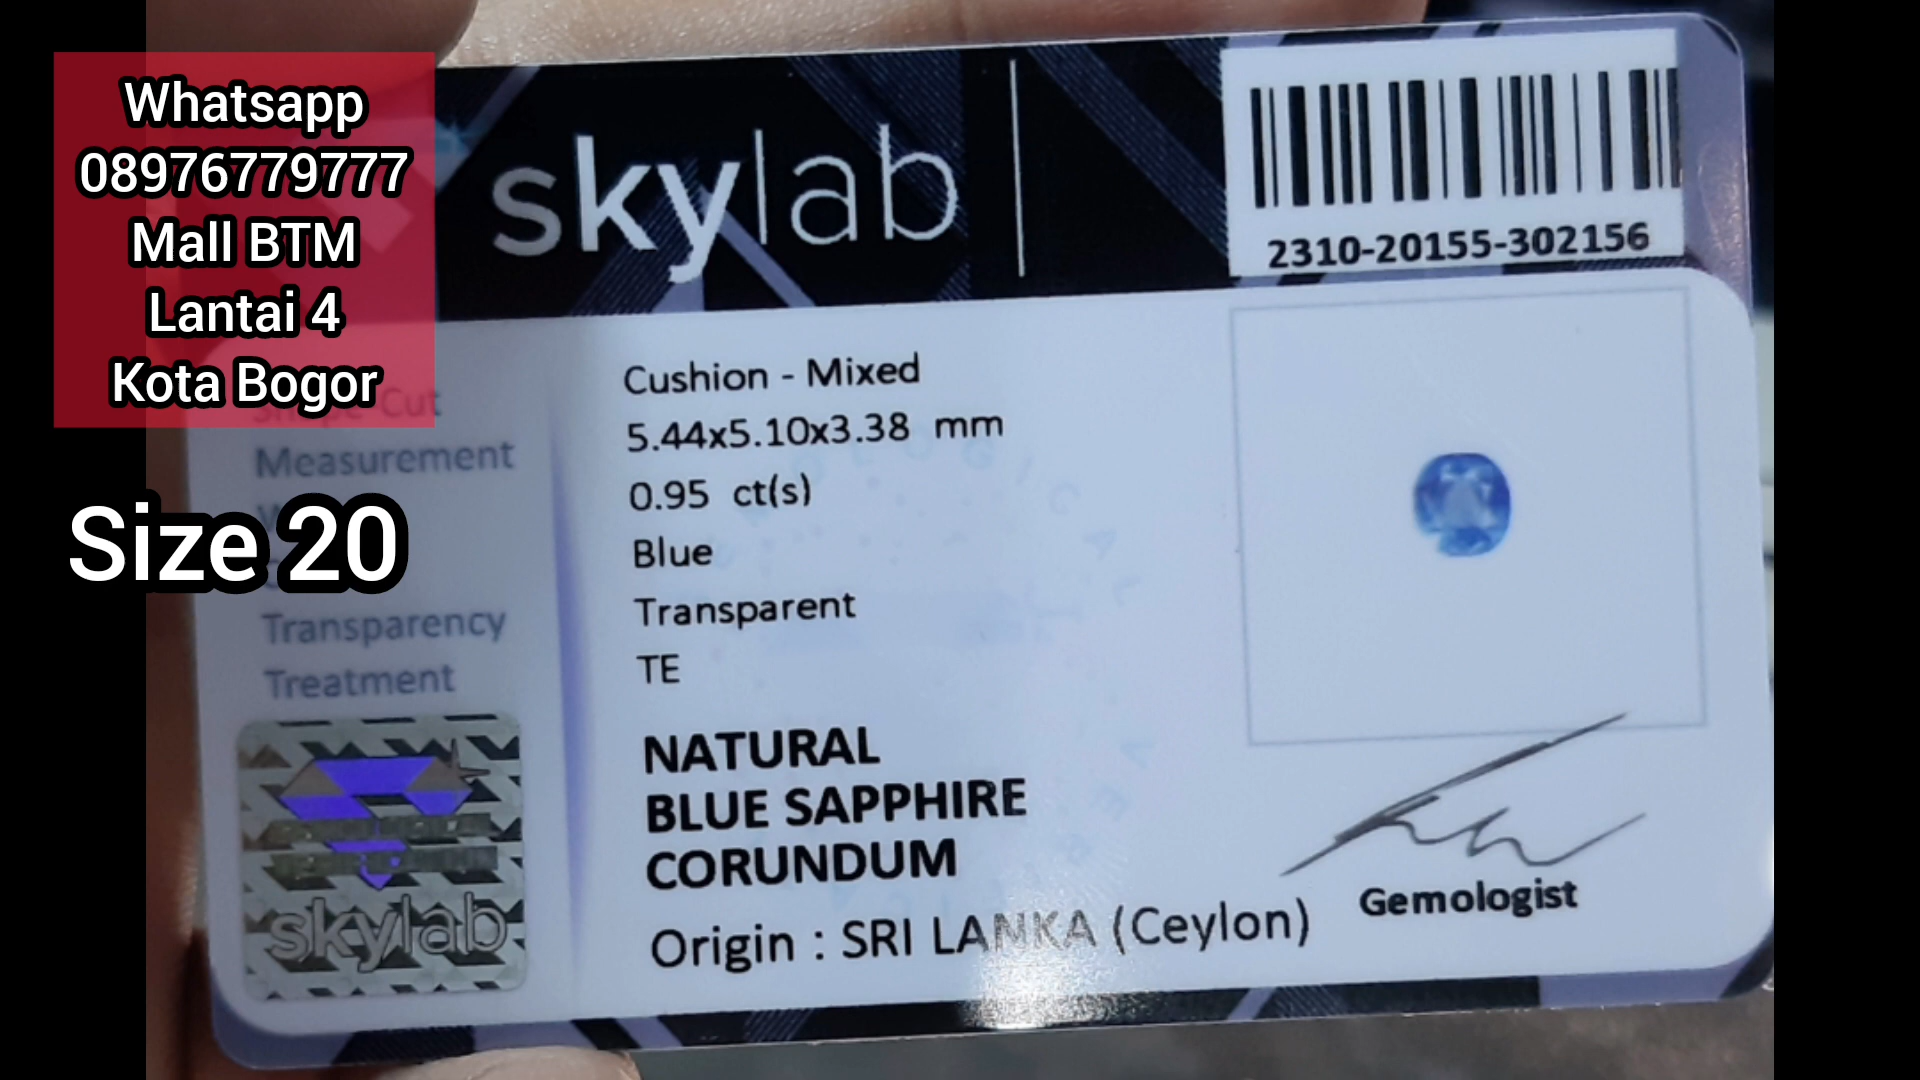 Whatsapp
08976779777
Mall BTM
Lantai 4
Kota Bogor
Size 20
skylab
2310-20155-302156
Shape Cut
Cushion - Mixed
Measurement
5.44x5.10x3.38 mm
0.95 ct(s)
Blue
Transparency
Transparent
Treatment
TE
NATURAL
BLUE SAPPHIRE
CORUNDUM
Origin : SRI LANKA (Ceylon)
Gemologist
skylab